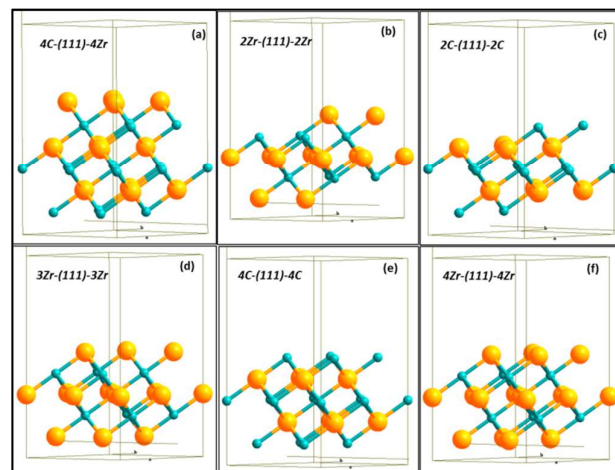 4C-(111)-4Zr (a)
2Zr-(111)-2Zr (b)
2C-(111)-2C (c)
3Zr-(111)-3Zr (d)
4C-(111)-4C (e)
4Zr-(111)-4Zr (f)